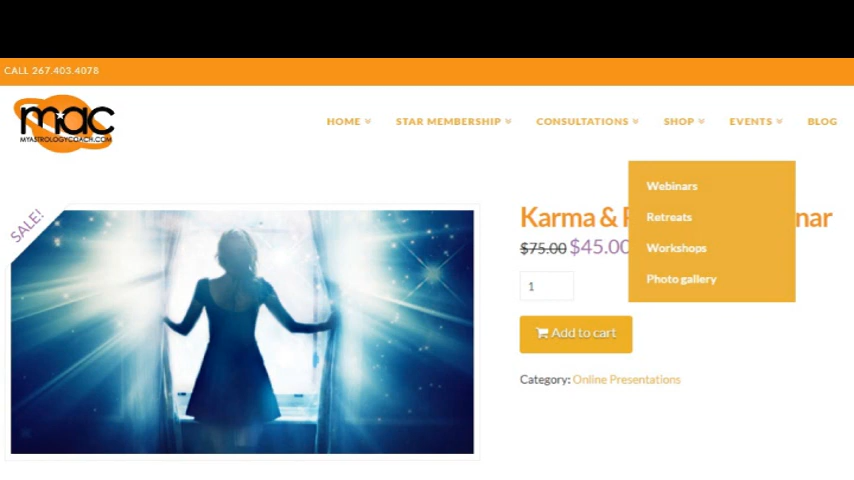 CALL 267.403.4078
mac
MYASTROLOGYCOACH.COM
HOME STAR MEMBERSHIP CONSULTATIONS SHOP EVENTS BLOG
SALE!
Webinars
Retreats
Workshops
Photo gallery
Karma &
$75.00 $45.00
1
Add to cart
Category: Online Presentations